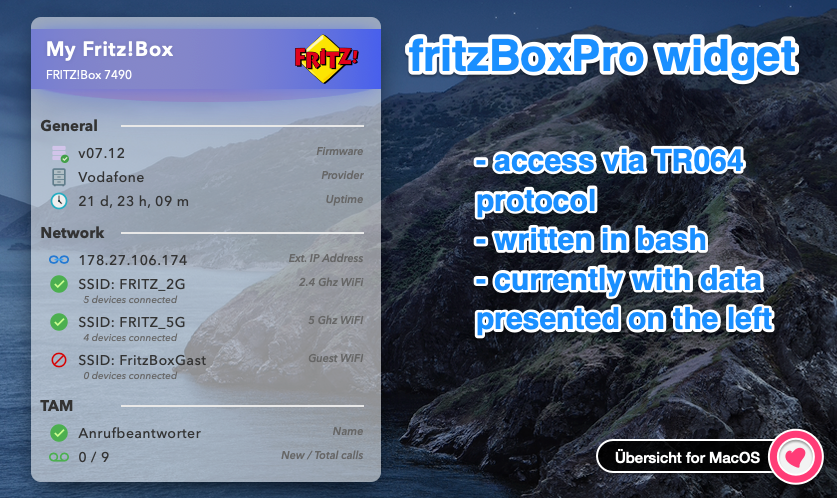 My Fritz!Box
FRITZ!Box 7490
FRITZ!
General
v07.12 Firmware
Vodafone Provider
21 d, 23 h, 09 m Uptime
Network
178.27.106.174 Ext. IP Address
SSID: FRITZ_2G 2.4 Ghz WiFi
5 devices connected
SSID: FRITZ_5G 5 Ghz WiFI
4 devices connected
SSID: FritzBoxGast Guest WiFI
0 devices connected
TAM
Anrufbeantworter Name
0 / 9 New / Total calls
fritzBoxPro widget
- access via TR064
protocol
- written in bash
- currently with data
presented on the left
Übersicht for MacOS